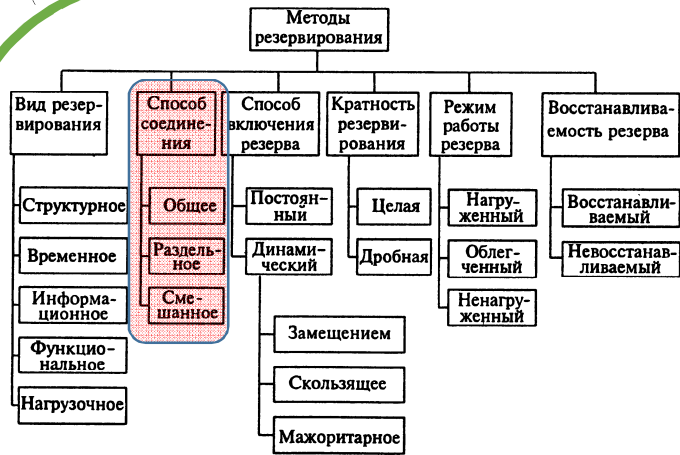 Методы
резервирования
Вид резер-
вирования
Способ
соедине-
ния
Способ
включения
резерва
Кратность
резерви-
рования
Режим
работы
резерва
Восстанавлива-
емость резерва
Структурное
Временное
Информа-
ционное
Функцио-
нальное
Нагрузочное
Общее
Раздель-
ное
Сме-
шанное
Постоян-
ный
Динами-
ческий
Замещением
Скользящее
Мажоритарное
Целая
Дробная
Нагру-
женный
Облег-
ченный
Ненагру-
женный
Восстанавли-
ваемый
Невосстанав-
ливаемый